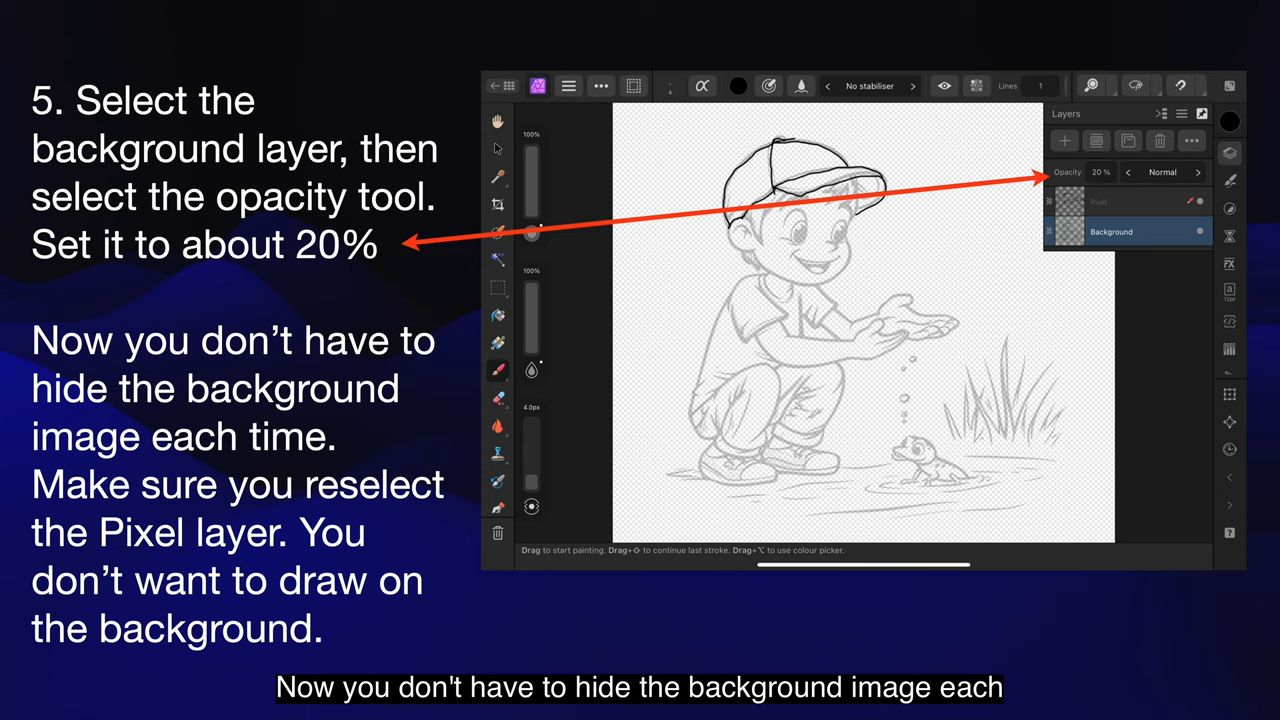 5. Select the
background layer, then
select the opacity tool.
Set it to about 20%
Now you don’t have to
hide the background
image each time.
Make sure you reselect
the Pixel layer. You
don’t want to draw on
the background.
No stabiliser
Lines 1
Layers
Opacity 20 % Normal
Pixel
Background
100%
100%
4.0px
FX
a
12pt
Drag to start painting. Drag+⇧ to continue last stroke. Drag+⌥ to use colour picker.
Now you don't have to hide the background image each